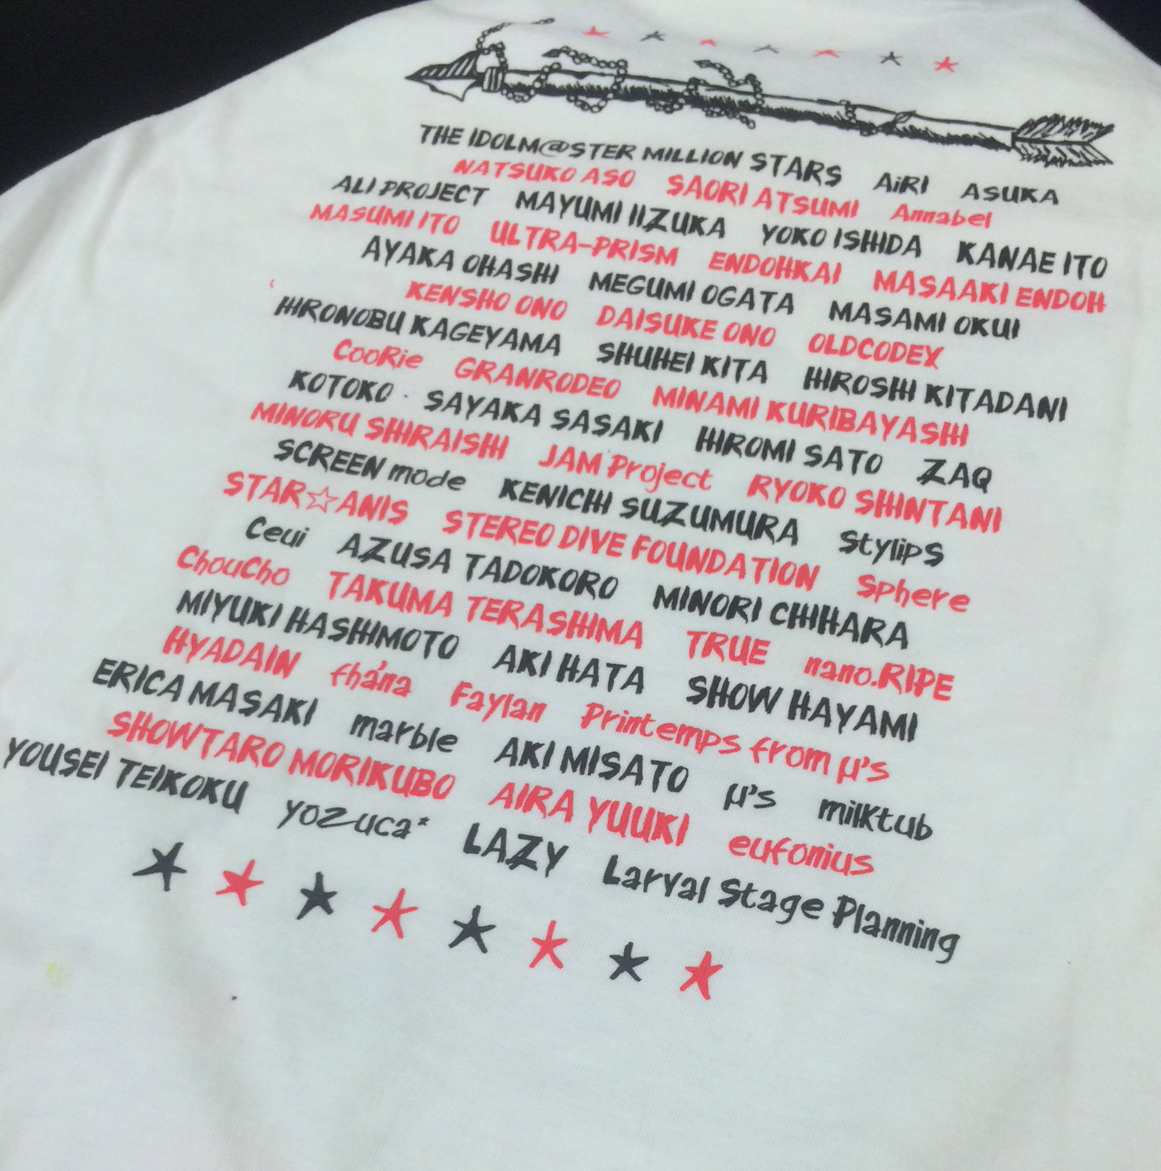 THE IDOLM@STER MILLION STARS AiRI ASUKA
NATSUKO ASO SAORI ATSUMI Annabel
ALI PROJECT MAYUMI IIZUKA YOKO ISHIDA KANAE ITO
MASUMI ITO ULTRA-PRISM ENDOHKAI MASAAKI ENDOH
AYAKA OHASHI MEGUMI OGATA MASAMI OKUI
KENSHO ONO DAISUKE ONO OLDCODEX
HIRONOBU KAGEYAMA SHUHEI KITA HIROSHI KITADANI
CooRie GRANRODEO MINAMI KURIBAYASHI
KOTOKO SAYAKA SASAKI HIROMI SATO ZAQ
MINORU SHIRAISHI JAM Project RYOKO SHINTANI
SCREEN mode KENICHI SUZUMURA StylipS
STAR☆ANIS STEREO DIVE FOUNDATION Sphere
Ceui AZUSA TADOKORO MINORI CHIHARA
ChouCho TAKUMA TERASHIMA TRUE nano.RIPE
MIYUKI HASHIMOTO AKI HATA SHOW HAYAMI
HYADAIN fhána Faylan Printemps from μ's
ERICA MASAKI marble AKI MISATO μ's milktub
SHOWTARO MORIKUBO AIRA YUUKI eufonius
YOUSEI TEIKOKU yozuca* LAZY Larval Stage Planning